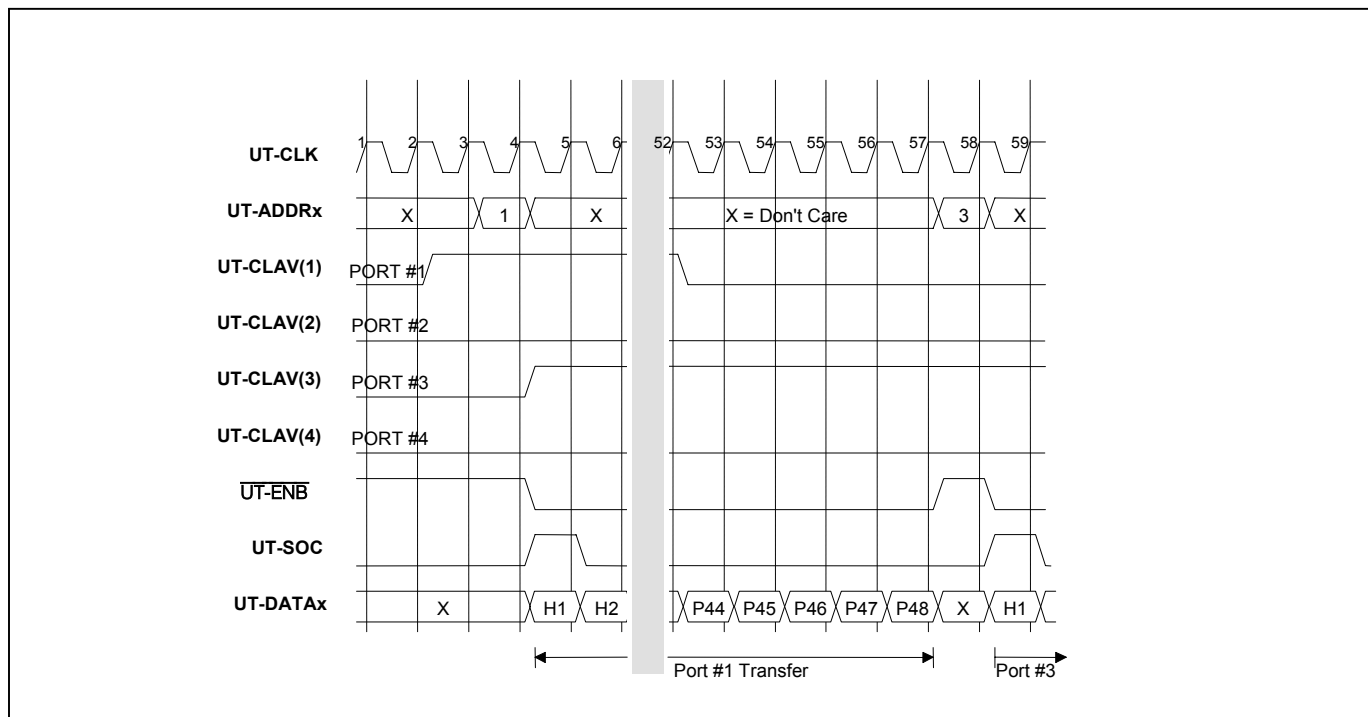 UT-CLK 1 2 3 4 5 6 52 53 54 55 56 57 58 59
UT-ADDRx X 1 X X = Don't Care 3 X
UT-CLAV(1) PORT #1
UT-CLAV(2) PORT #2
UT-CLAV(3) PORT #3
UT-CLAV(4) PORT #4
UT-ENB
UT-SOC
UT-DATAx X H1 H2 P44 P45 P46 P47 P48 X H1
Port #1 Transfer Port #3